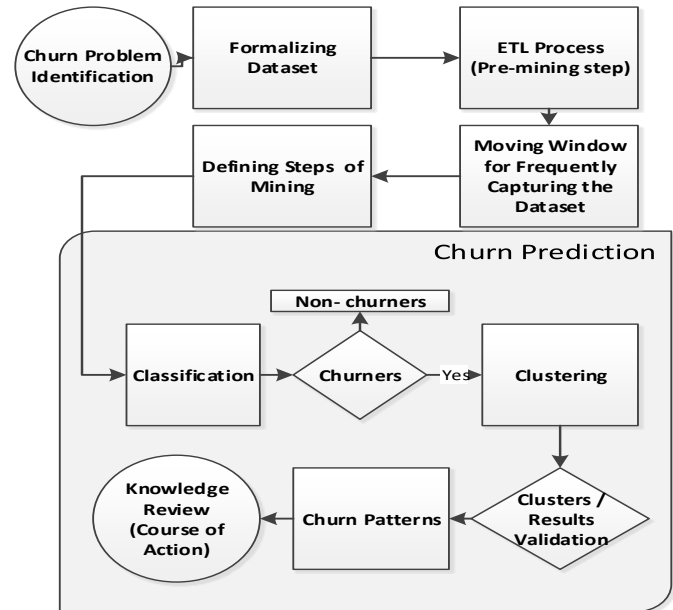 Churn Problem
Identification
Formalizing
Dataset
ETL Process
(Pre-mining step)
Defining Steps of
Mining
Moving Window
for Frequently
Capturing the
Dataset
Churn Prediction
Non- churners
Classification
Churners
Yes
Clustering
Knowledge
Review
(Course of
Action)
Churn Patterns
Clusters /
Results
Validation